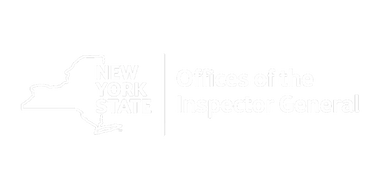 NEW
YORK
STATE
Offices of the
Inspector General